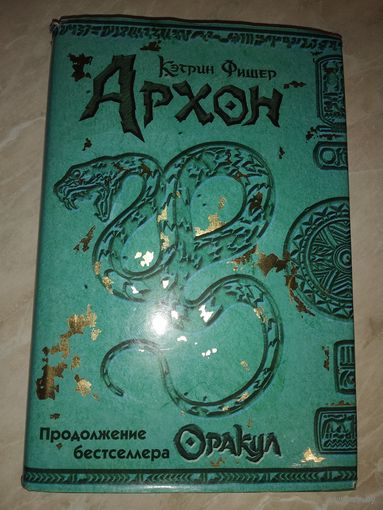 Кэтрин Фишер
Архон
Продолжение
бестселлера
Оракул